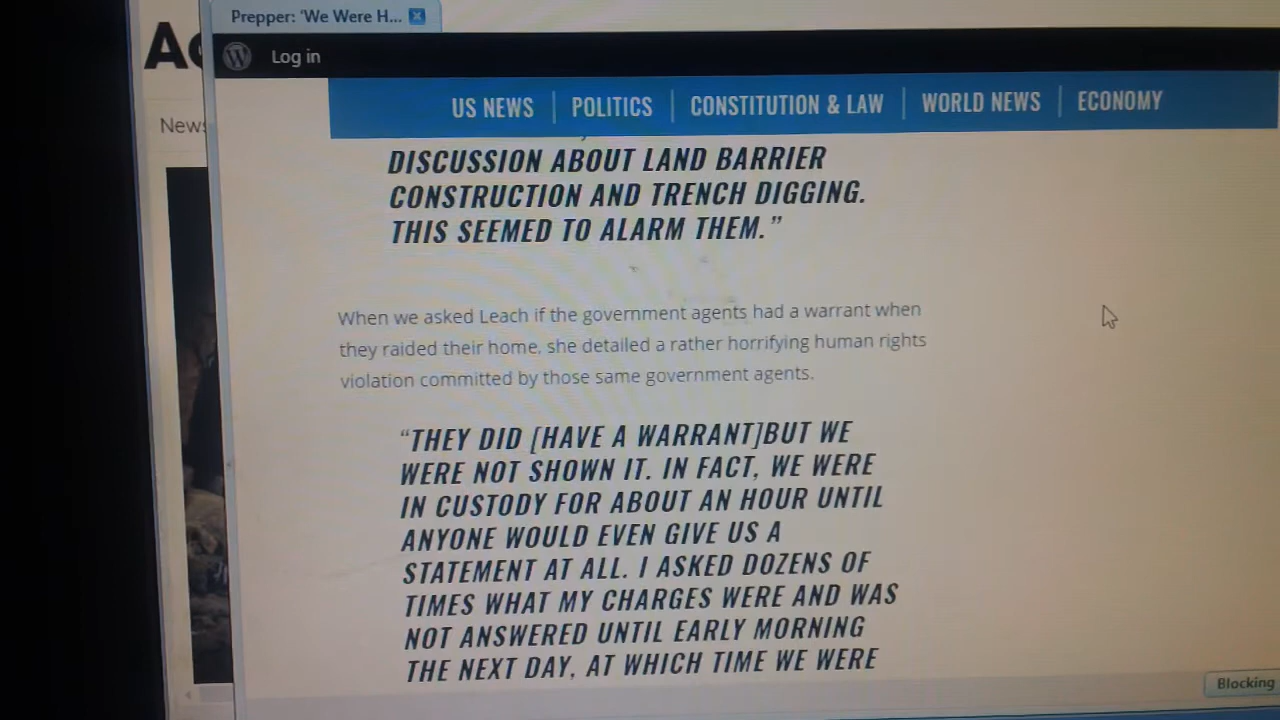 Prepper: 'We Were H...
Log in
News
US NEWS
POLITICS
CONSTITUTION & LAW
WORLD NEWS
ECONOMY
DISCUSSION ABOUT LAND BARRIER
CONSTRUCTION AND TRENCH DIGGING.
THIS SEEMED TO ALARM THEM.”
When we asked Leach if the government agents had a warrant when
they raided their home, she detailed a rather horrifying human rights
violation committed by those same government agents.
“THEY DID [HAVE A WARRANT]BUT WE
WERE NOT SHOWN IT. IN FACT, WE WERE
IN CUSTODY FOR ABOUT AN HOUR UNTIL
ANYONE WOULD EVEN GIVE US A
STATEMENT AT ALL. I ASKED DOZENS OF
TIMES WHAT MY CHARGES WERE AND WAS
NOT ANSWERED UNTIL EARLY MORNING
THE NEXT DAY, AT WHICH TIME WE WERE
Blocking